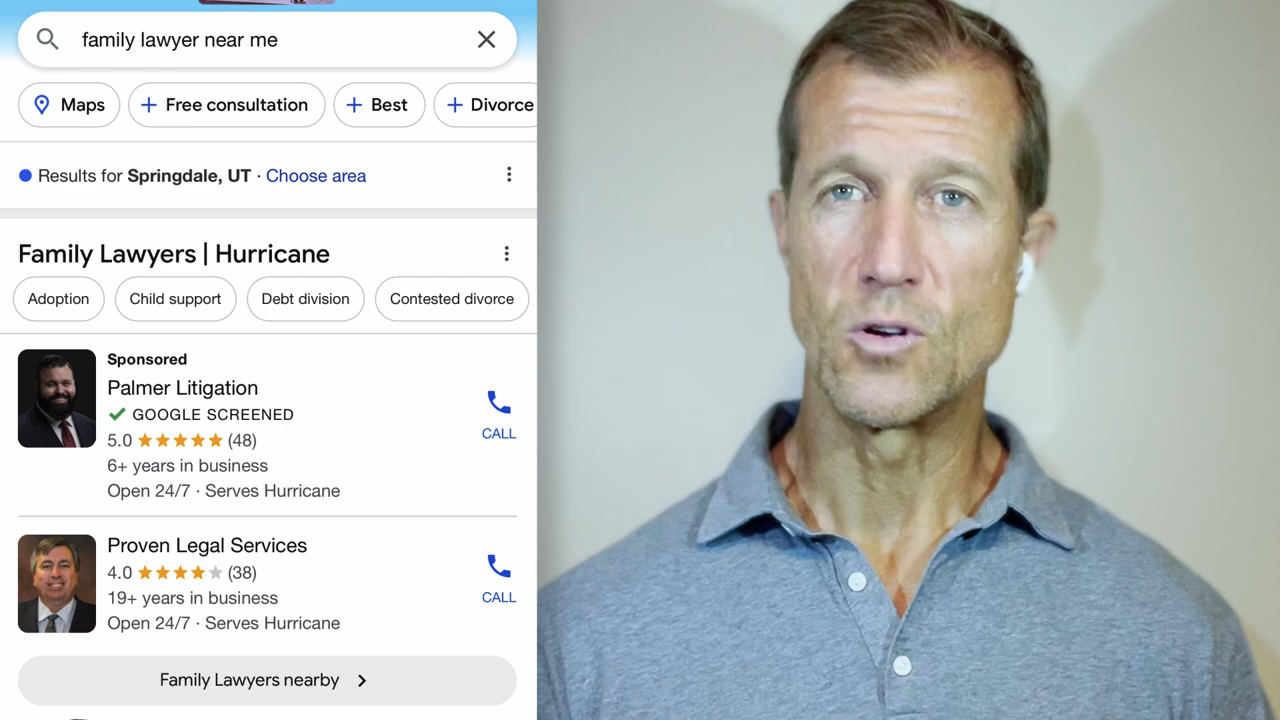 family lawyer near me
Maps
Free consultation
Best
Divorce
Results for Springdale, UT · Choose area
Family Lawyers | Hurricane
Adoption
Child support
Debt division
Contested divorce
Sponsored
Palmer Litigation
GOOGLE SCREENED
5.0 (48)
6+ years in business
Open 24/7 · Serves Hurricane
CALL
Proven Legal Services
4.0 (38)
19+ years in business
Open 24/7 · Serves Hurricane
CALL
Family Lawyers nearby